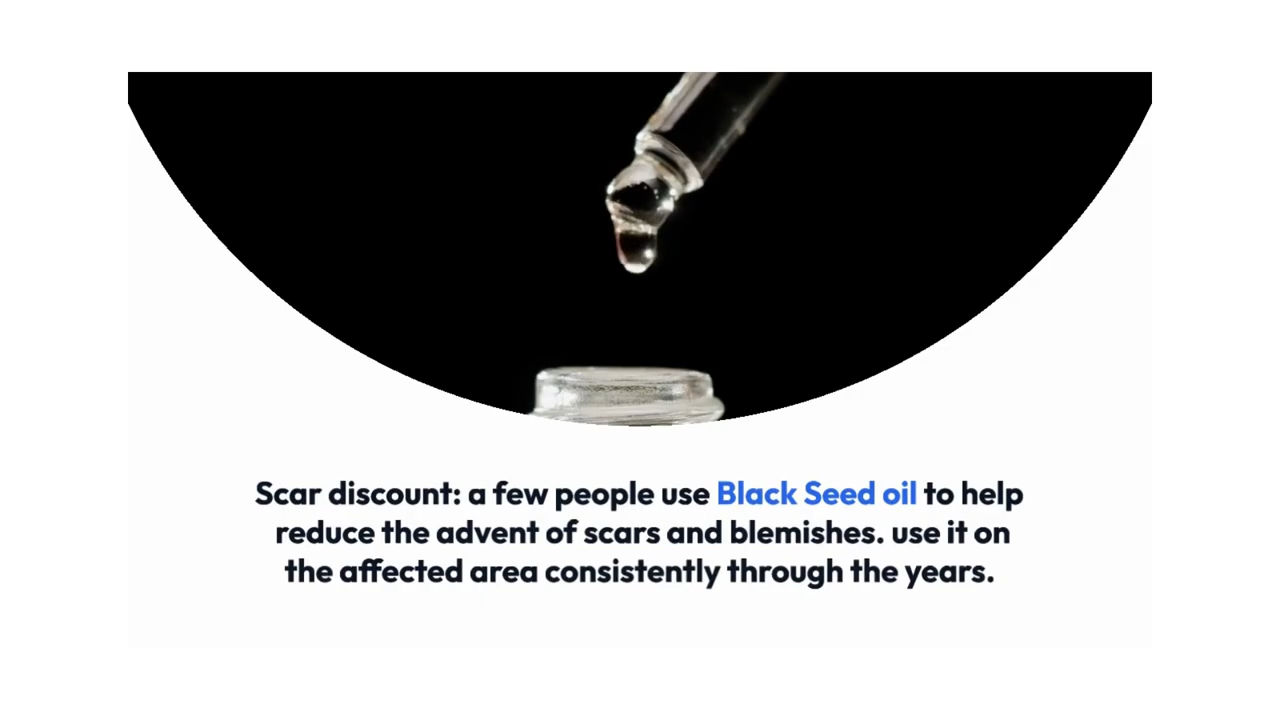 Scar discount: a few people use Black Seed oil to help
reduce the advent of scars and blemishes. use it on
the affected area consistently through the years.